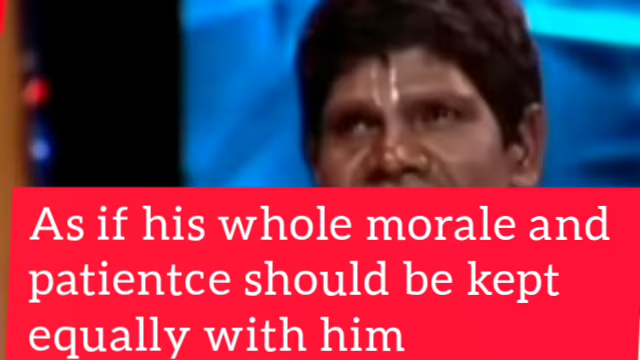 As if his whole morale and
patientce should be kept
equally with him